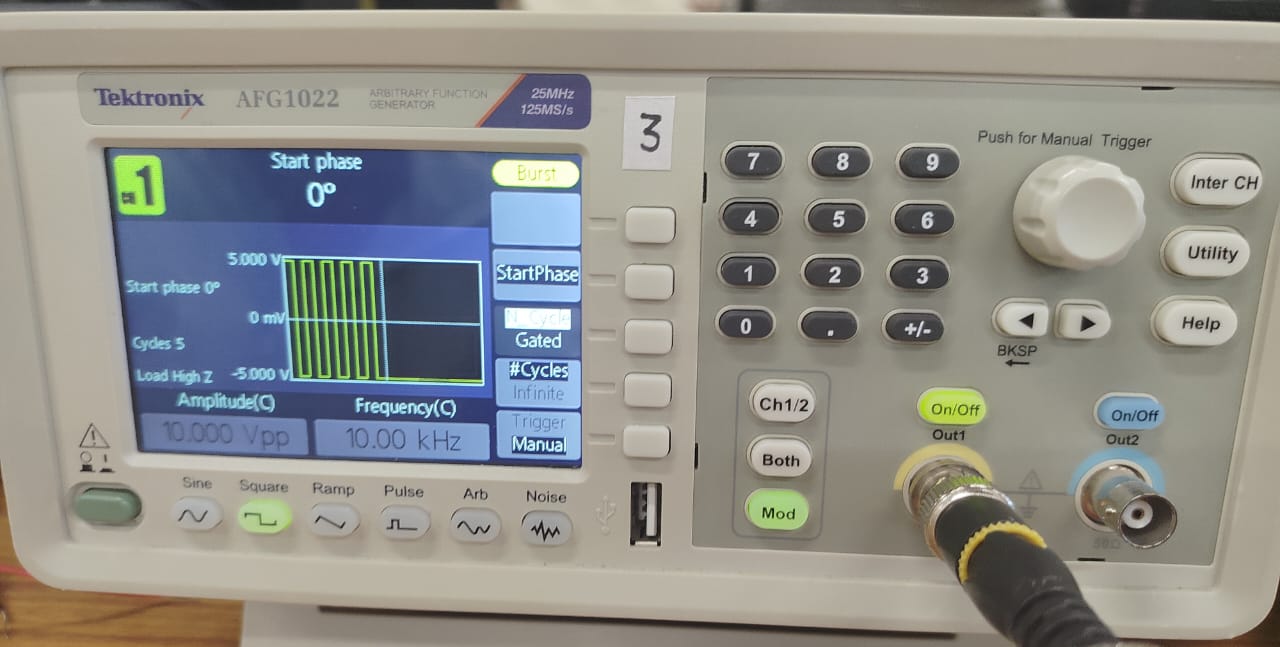 Tektronix AFG1022 ARBITRARY FUNCTION GENERATOR 25MHz 125MS/s
3
1
Start phase
0°
Burst
StartPhase
N_Cycle
Gated
#Cycles
Infinite
Trigger
Manual
5.000 V
Start phase 0°
0 mV
Cycles 5
Load High Z
-5.000 V
Amplitude(C)
Frequency(C)
10.000 Vpp
10.00 kHz
Sine
Square
Ramp
Pulse
Arb
Noise
Push for Manual Trigger
7 8 9
4 5 6
1 2 3
0 . +/-
Inter CH
Utility
Help
BKSP
Ch1/2
Both
Mod
On/Off
Out1
On/Off
Out2
50Ω